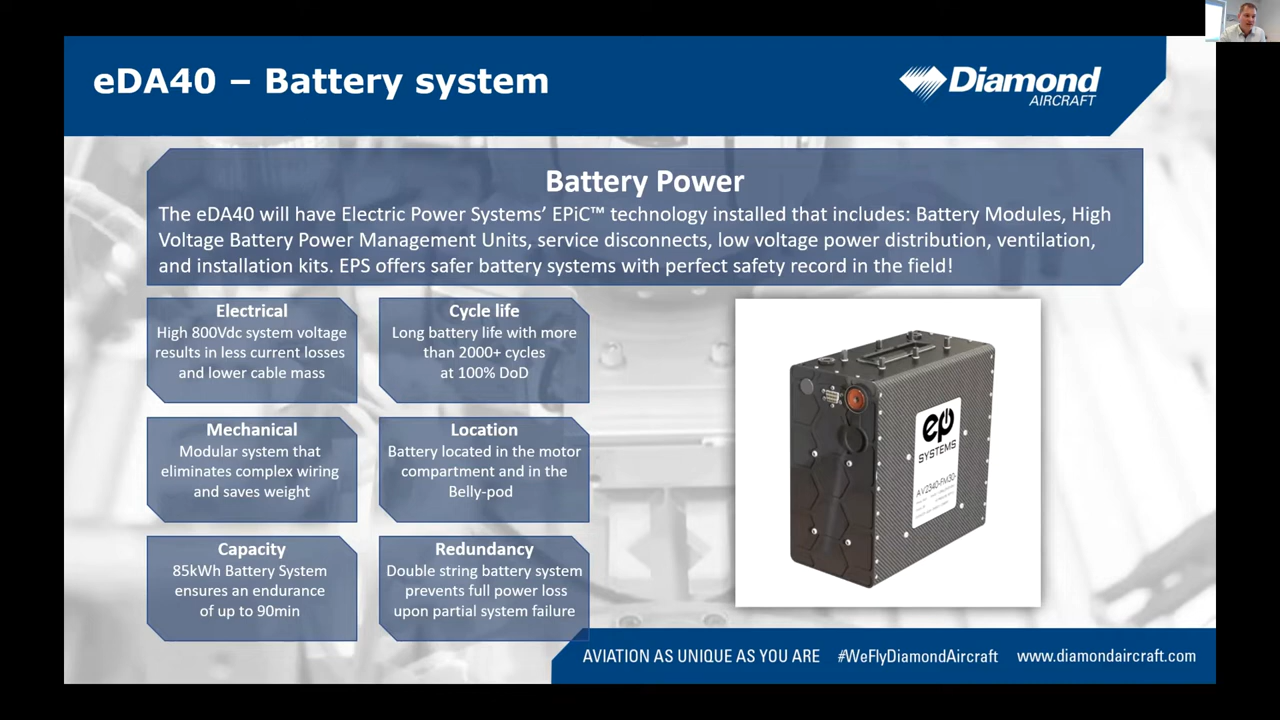 eDA40 – Battery system
Diamond
AIRCRAFT
Battery Power
The eDA40 will have Electric Power Systems' EPiC™ technology installed that includes: Battery Modules, High
Voltage Battery Power Management Units, service disconnects, low voltage power distribution, ventilation,
and installation kits. EPS offers safer battery systems with perfect safety record in the field!
Electrical
High 800Vdc system voltage
results in less current losses
and lower cable mass
Cycle life
Long battery life with more
than 2000+ cycles
at 100% DoD
Mechanical
Modular system that
eliminates complex wiring
and saves weight
Location
Battery located in the motor
compartment and in the
Belly-pod
Capacity
85kWh Battery System
ensures an endurance
of up to 90min
Redundancy
Double string battery system
prevents full power loss
upon partial system failure
ep
SYSTEMS
AVIATION AS UNIQUE AS YOU ARE #WeFlyDiamondAircraft www.diamondaircraft.com